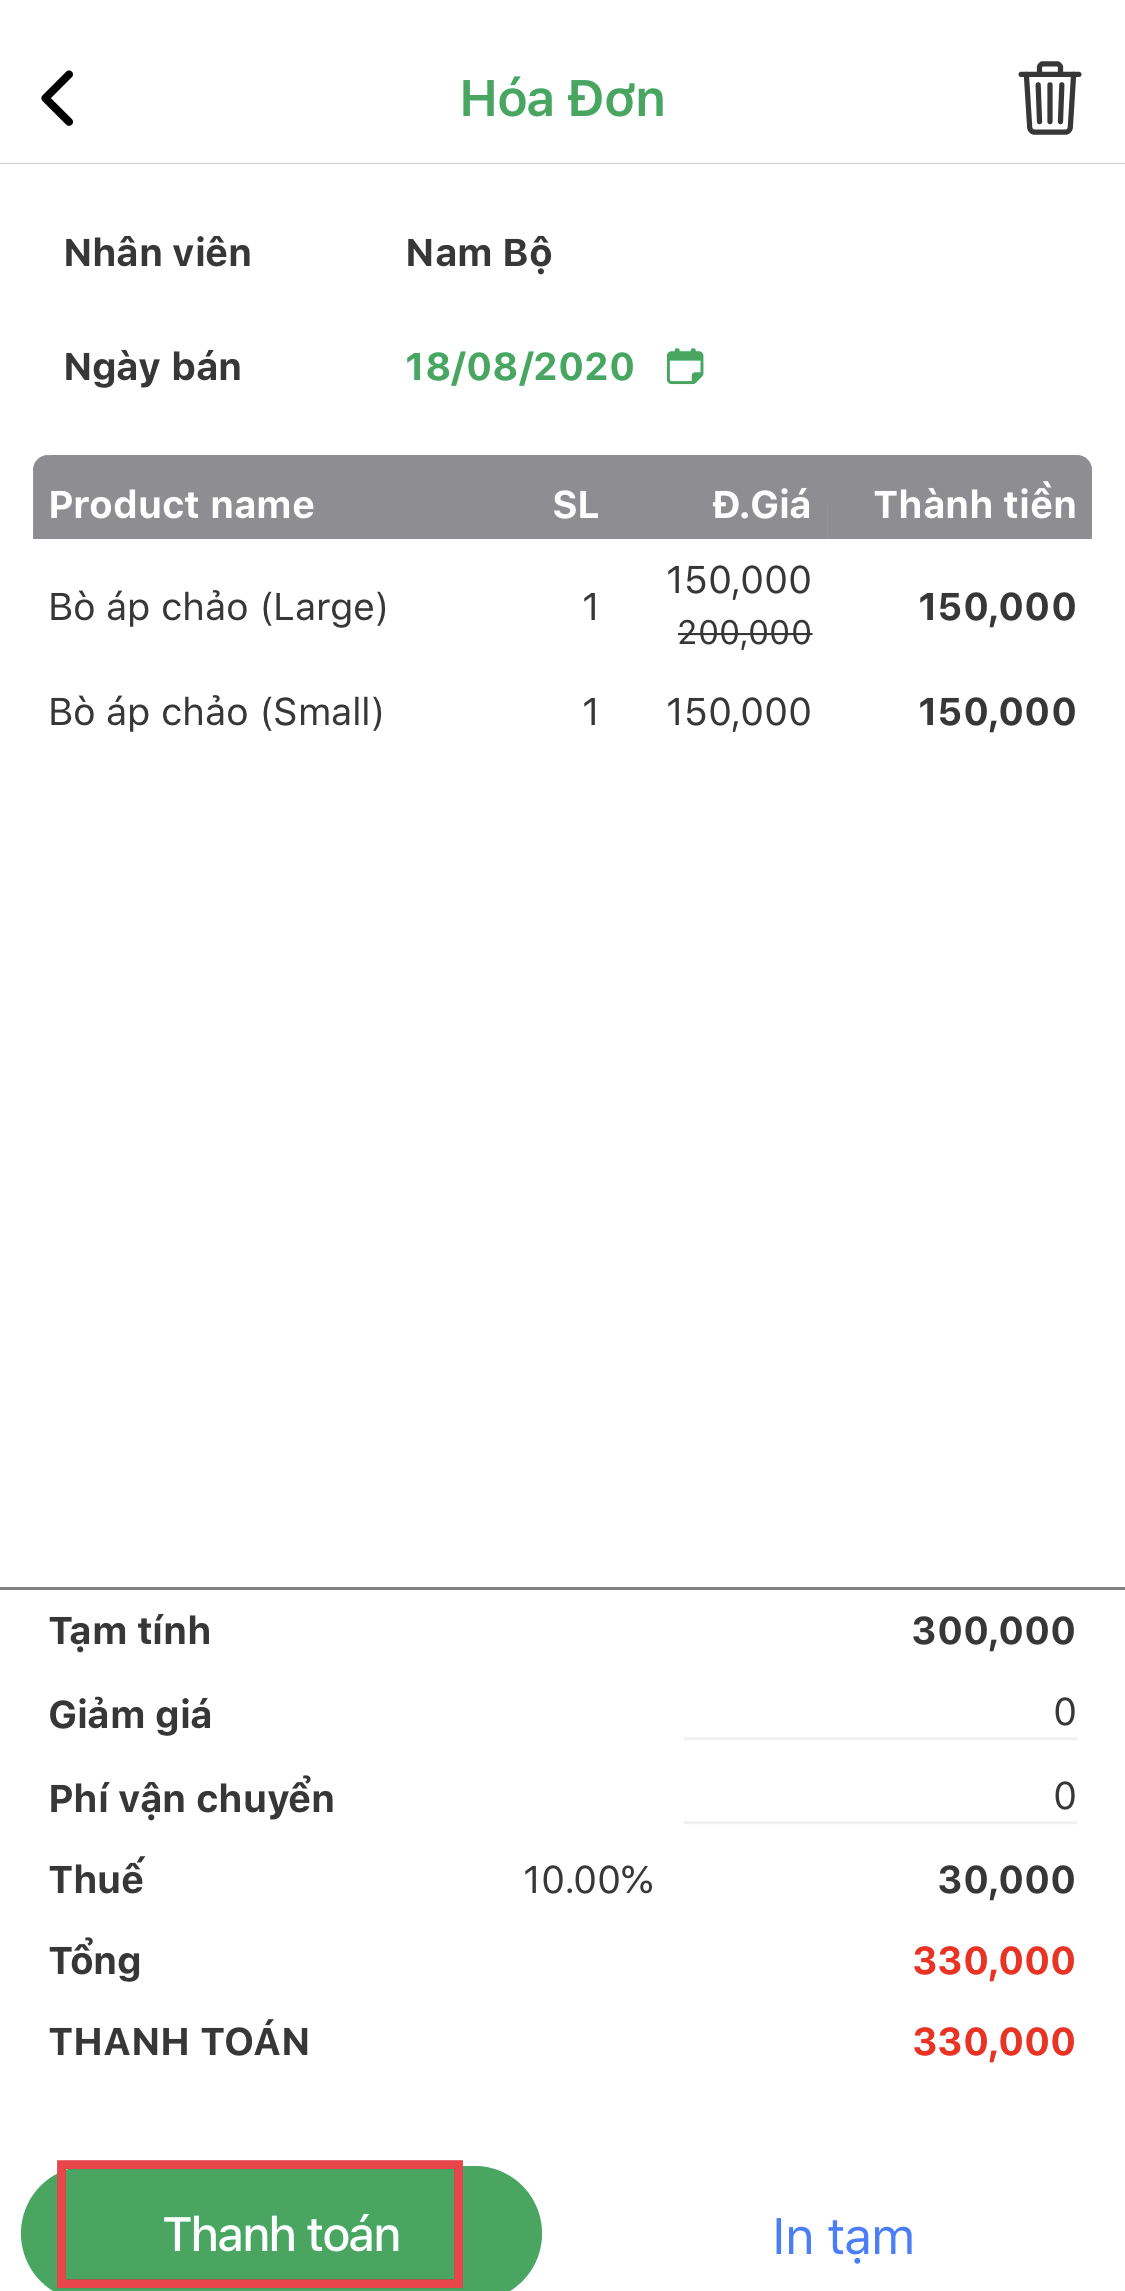 Hóa Đơn
Nhân viên Nam Bộ
Ngày bán 18/08/2020
Product name SL Đ.Giá Thành tiền
Bò áp chảo (Large) 1 150,000 150,000
200,000
Bò áp chảo (Small) 1 150,000 150,000
Tạm tính 300,000
Giảm giá 0
Phí vận chuyển 0
Thuế 10.00% 30,000
Tổng 330,000
THANH TOÁN 330,000
Thanh toán In tạm